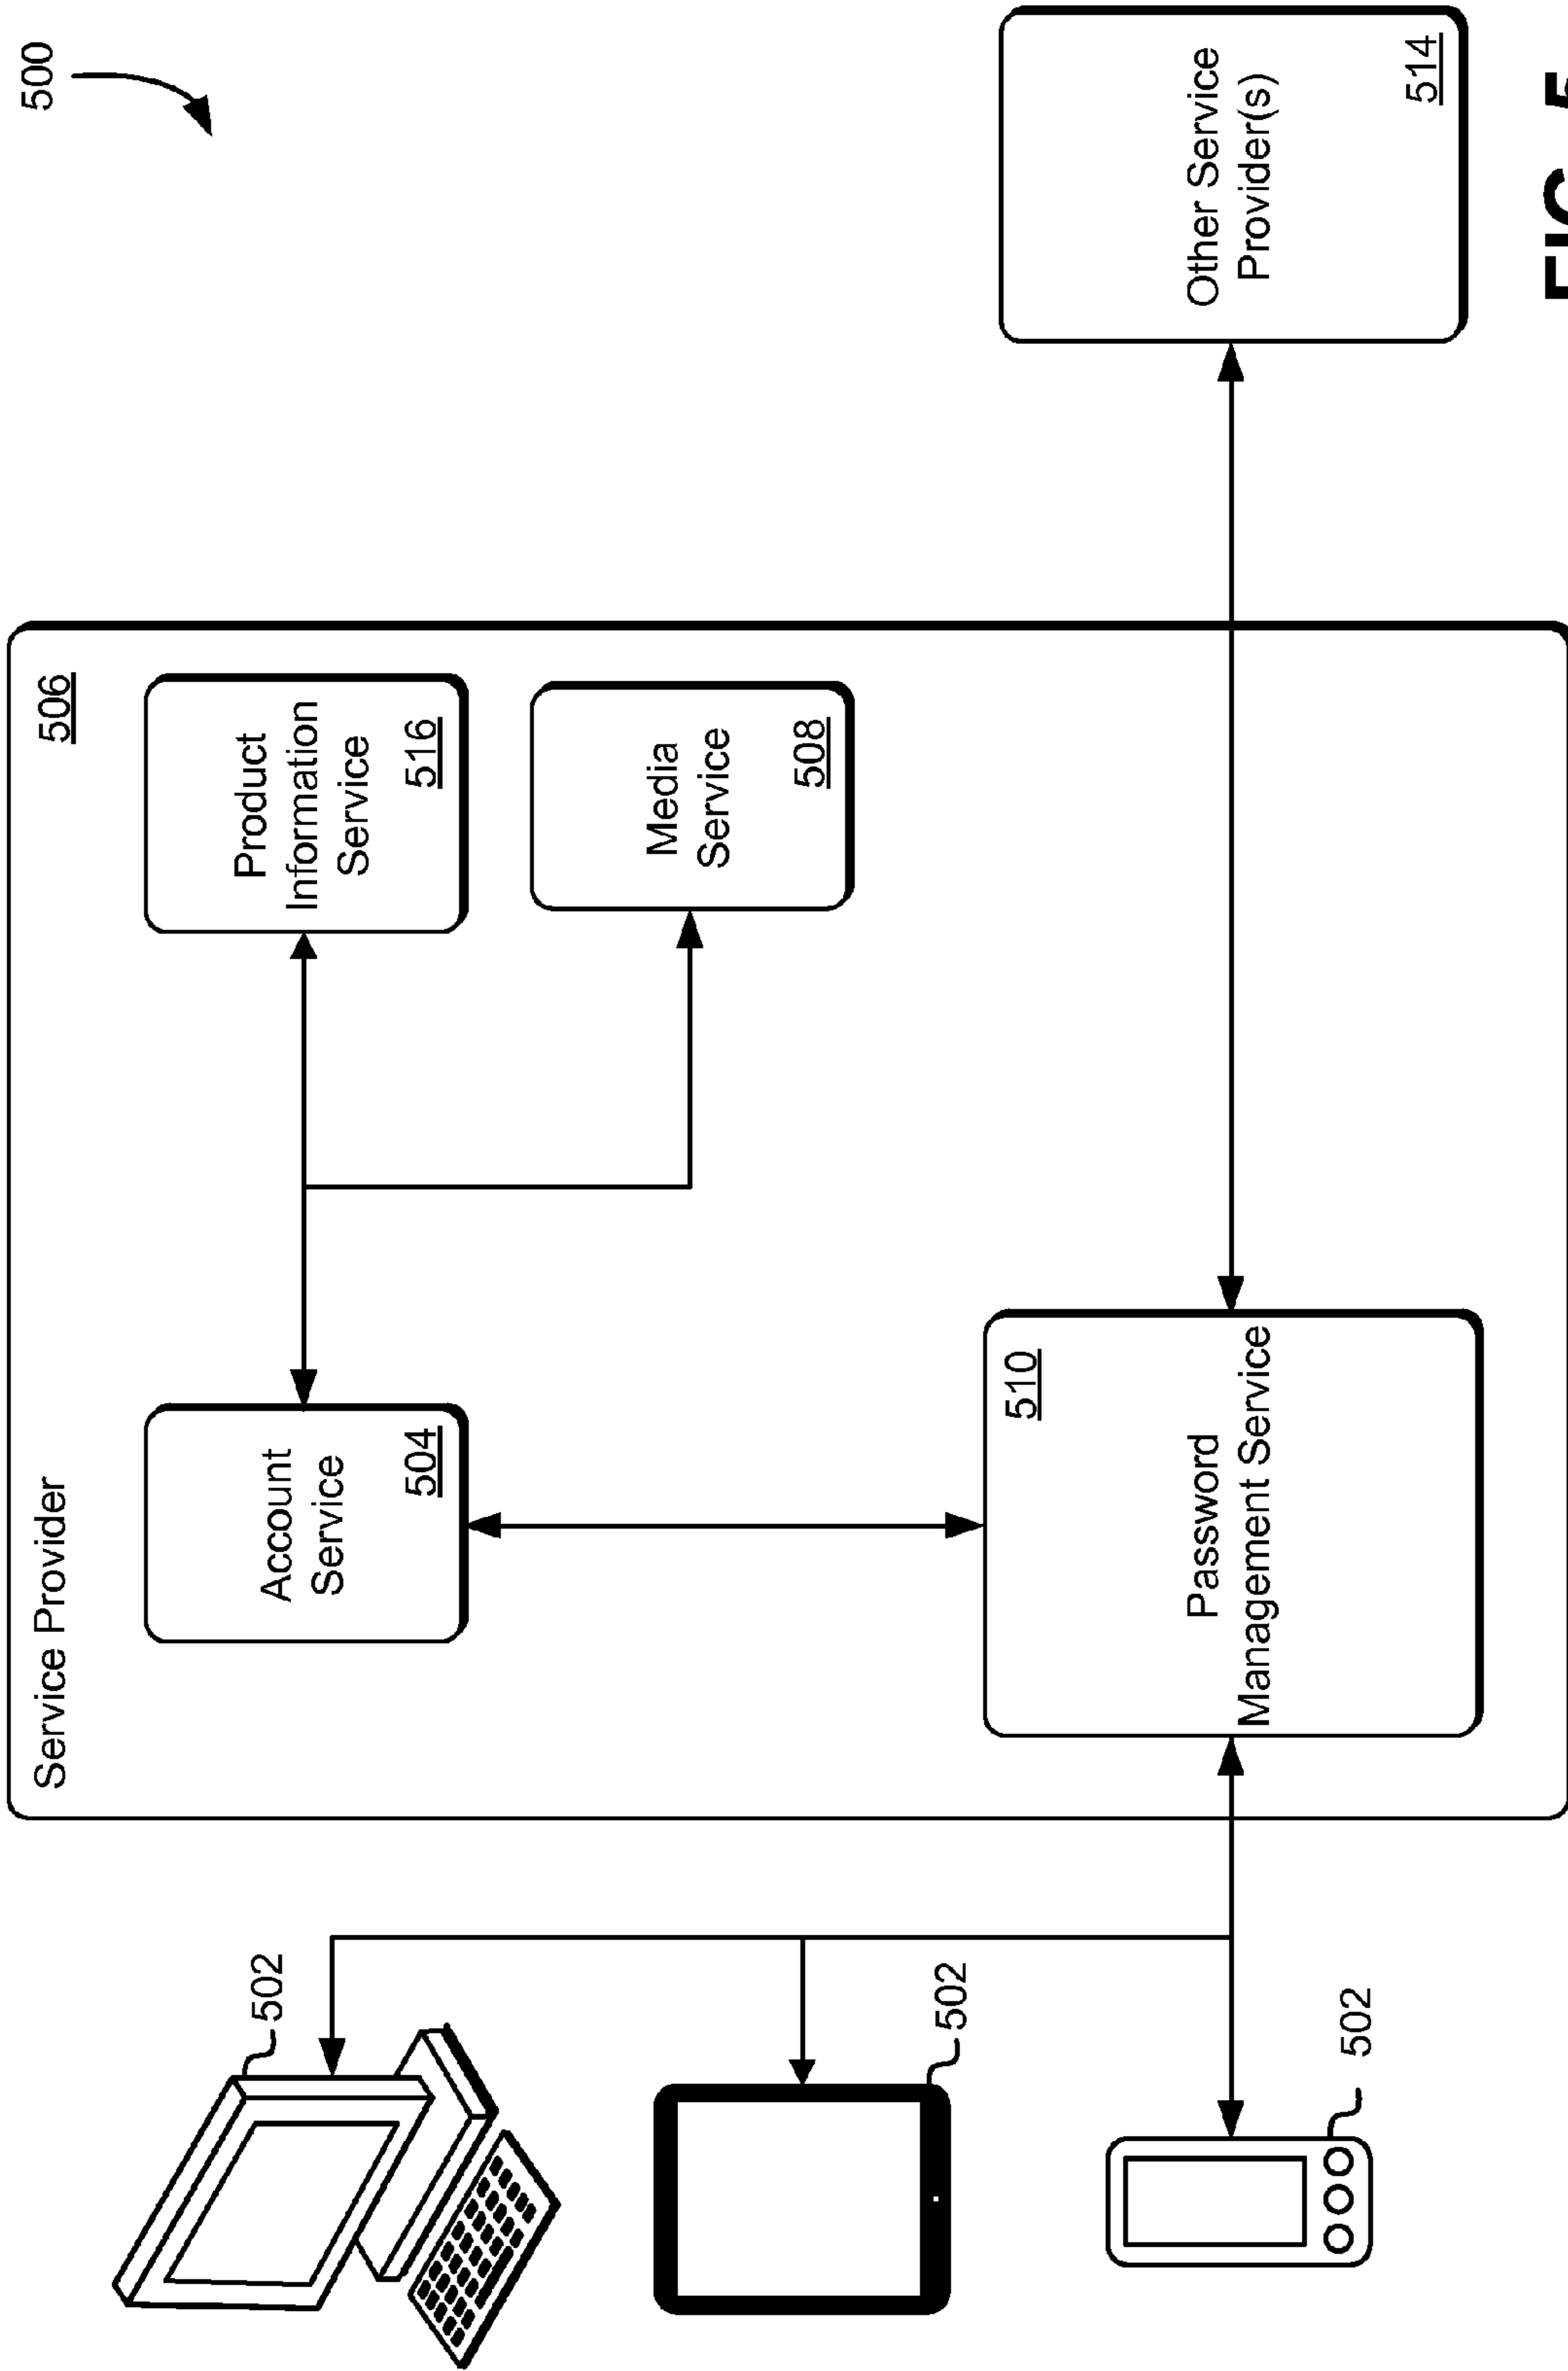 500
Service Provider
506
Account
Service
504
Product
Information
Service
516
Media
Service
508
502
502
502
Password
Management Service
510
Other Service
Provider(s)
514